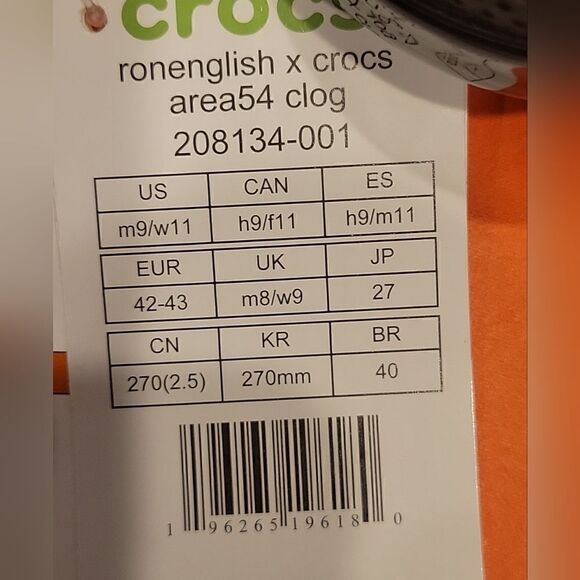 crocs
ronenglish x crocs
area54 clog
208134-001
US CAN ES
m9/w11 h9/f11 h9/m11
EUR UK JP
42-43 m8/w9 27
CN KR BR
270(2.5) 270mm 40
1 96265 19618 0